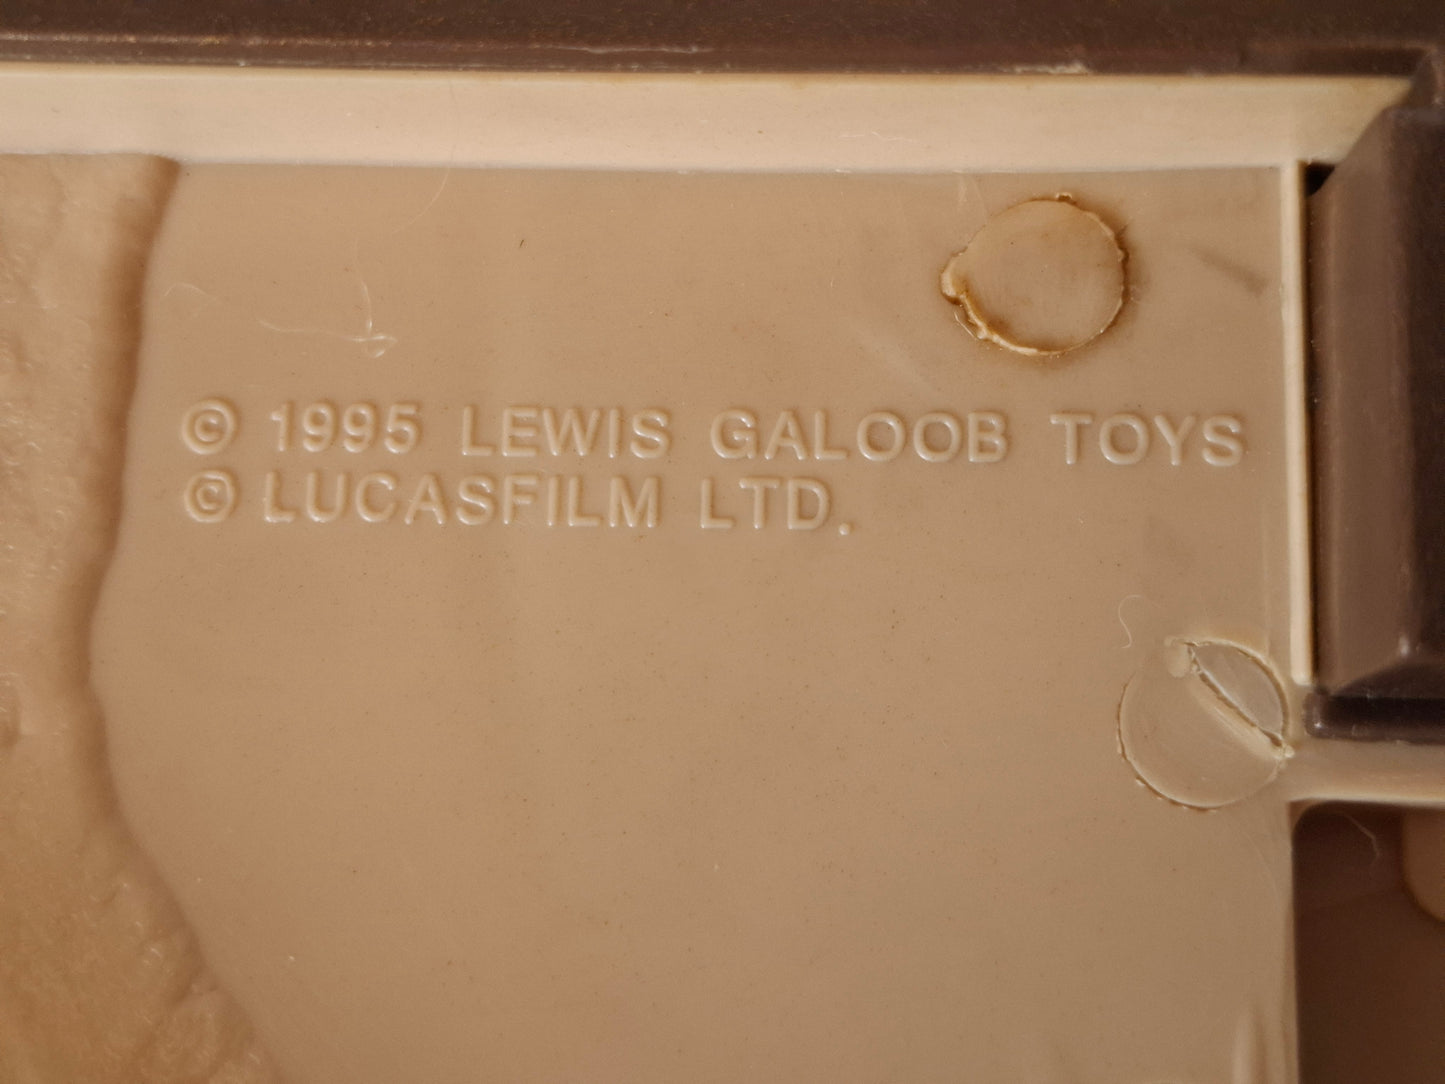 © 1995 LEWIS GALOOB TOYS
© LUCASFILM LTD.